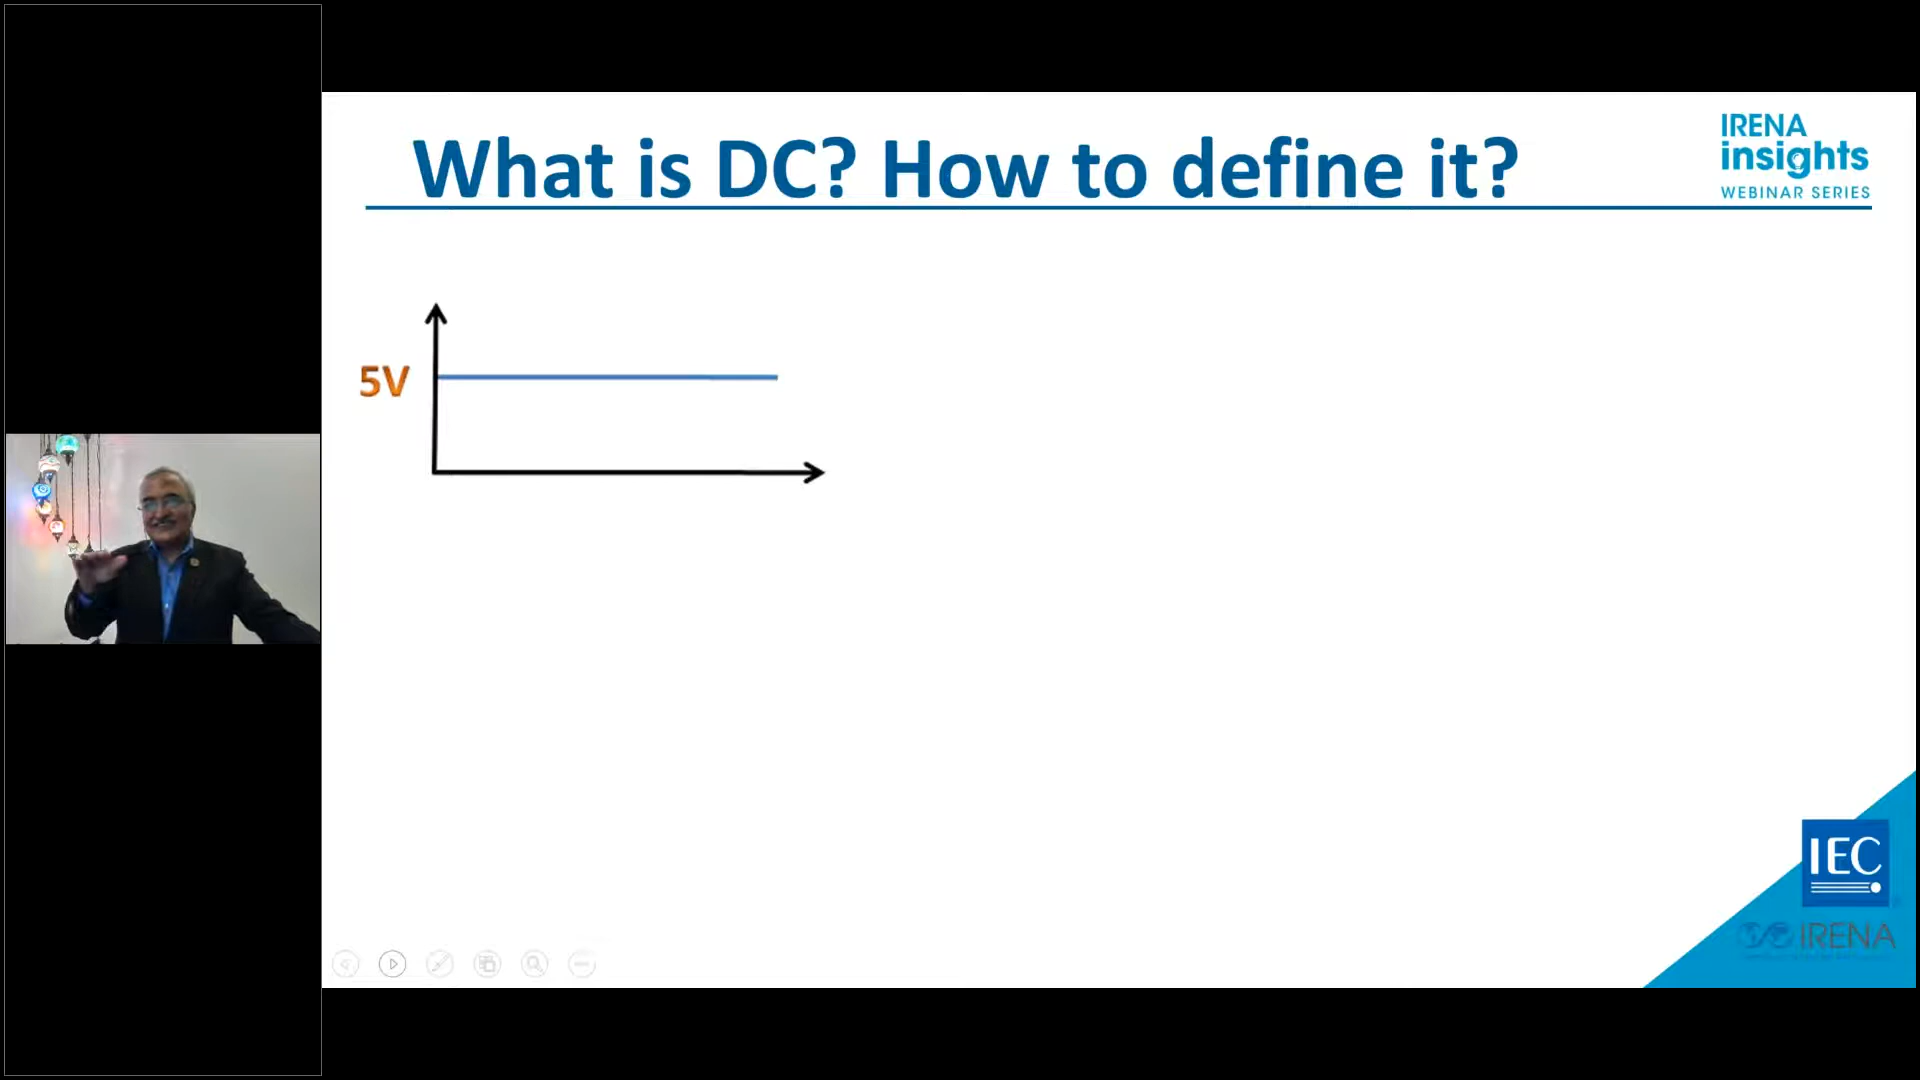 What is DC? How to define it?
IRENA
insights
WEBINAR SERIES
5V
IEC
IRENA